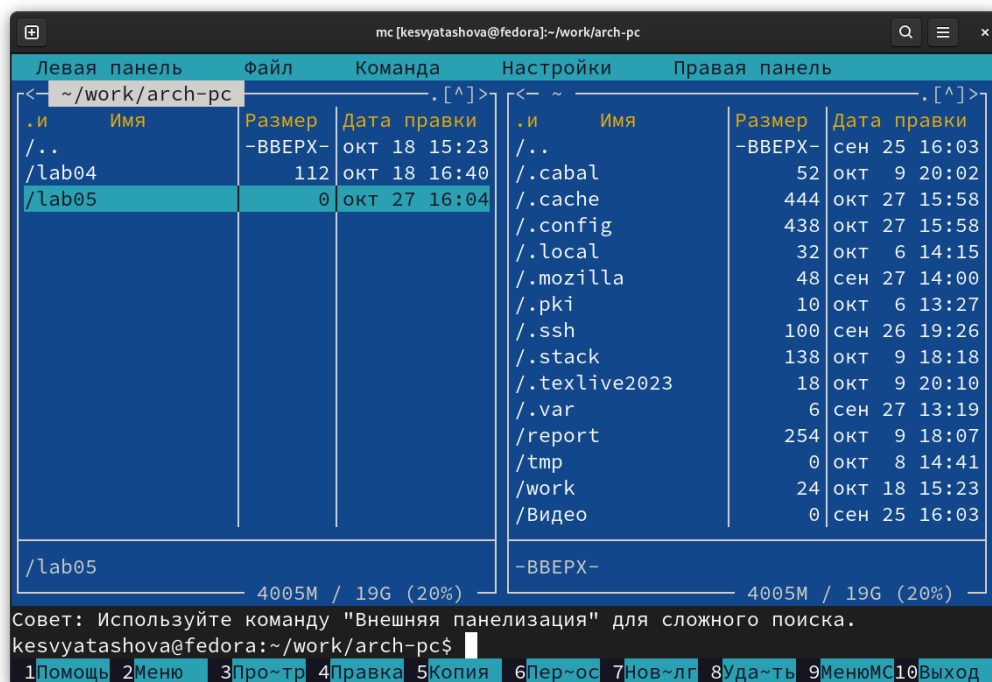 mc [kesvyatashova@fedora]:~/work/arch-pc
Левая панель Файл Команда Настройки Правая панель
<─ ~/work/arch-pc .[^]>
.и Имя Размер Дата правки
/.. -ВВЕРХ- окт 18 15:23
/lab04 112 окт 18 16:40
/lab05 0 окт 27 16:04
/lab05
4005M / 19G (20%)
<─ ~ .[^]>
.и Имя Размер Дата правки
/.. -ВВЕРХ- сен 25 16:03
/.cabal 52 окт 9 20:02
/.cache 444 окт 27 15:58
/.config 438 окт 27 15:58
/.local 32 окт 6 14:15
/.mozilla 48 сен 27 14:00
/.pki 10 окт 6 13:27
/.ssh 100 сен 26 19:26
/.stack 138 окт 9 18:18
/.texlive2023 18 окт 9 20:10
/.var 6 сен 27 13:19
/report 254 окт 9 18:07
/tmp 0 окт 8 14:41
/work 24 окт 18 15:23
/Видео 0 сен 25 16:03
-ВВЕРХ-
4005M / 19G (20%)
Совет: Используйте команду "Внешняя панелизация" для сложного поиска.
kesvyatashova@fedora:~/work/arch-pc$
1Помощь 2Меню 3Про~тр 4Правка 5Копия 6Пер~ос 7Нов~лг 8Уда~ть 9МенюMC 10Выход